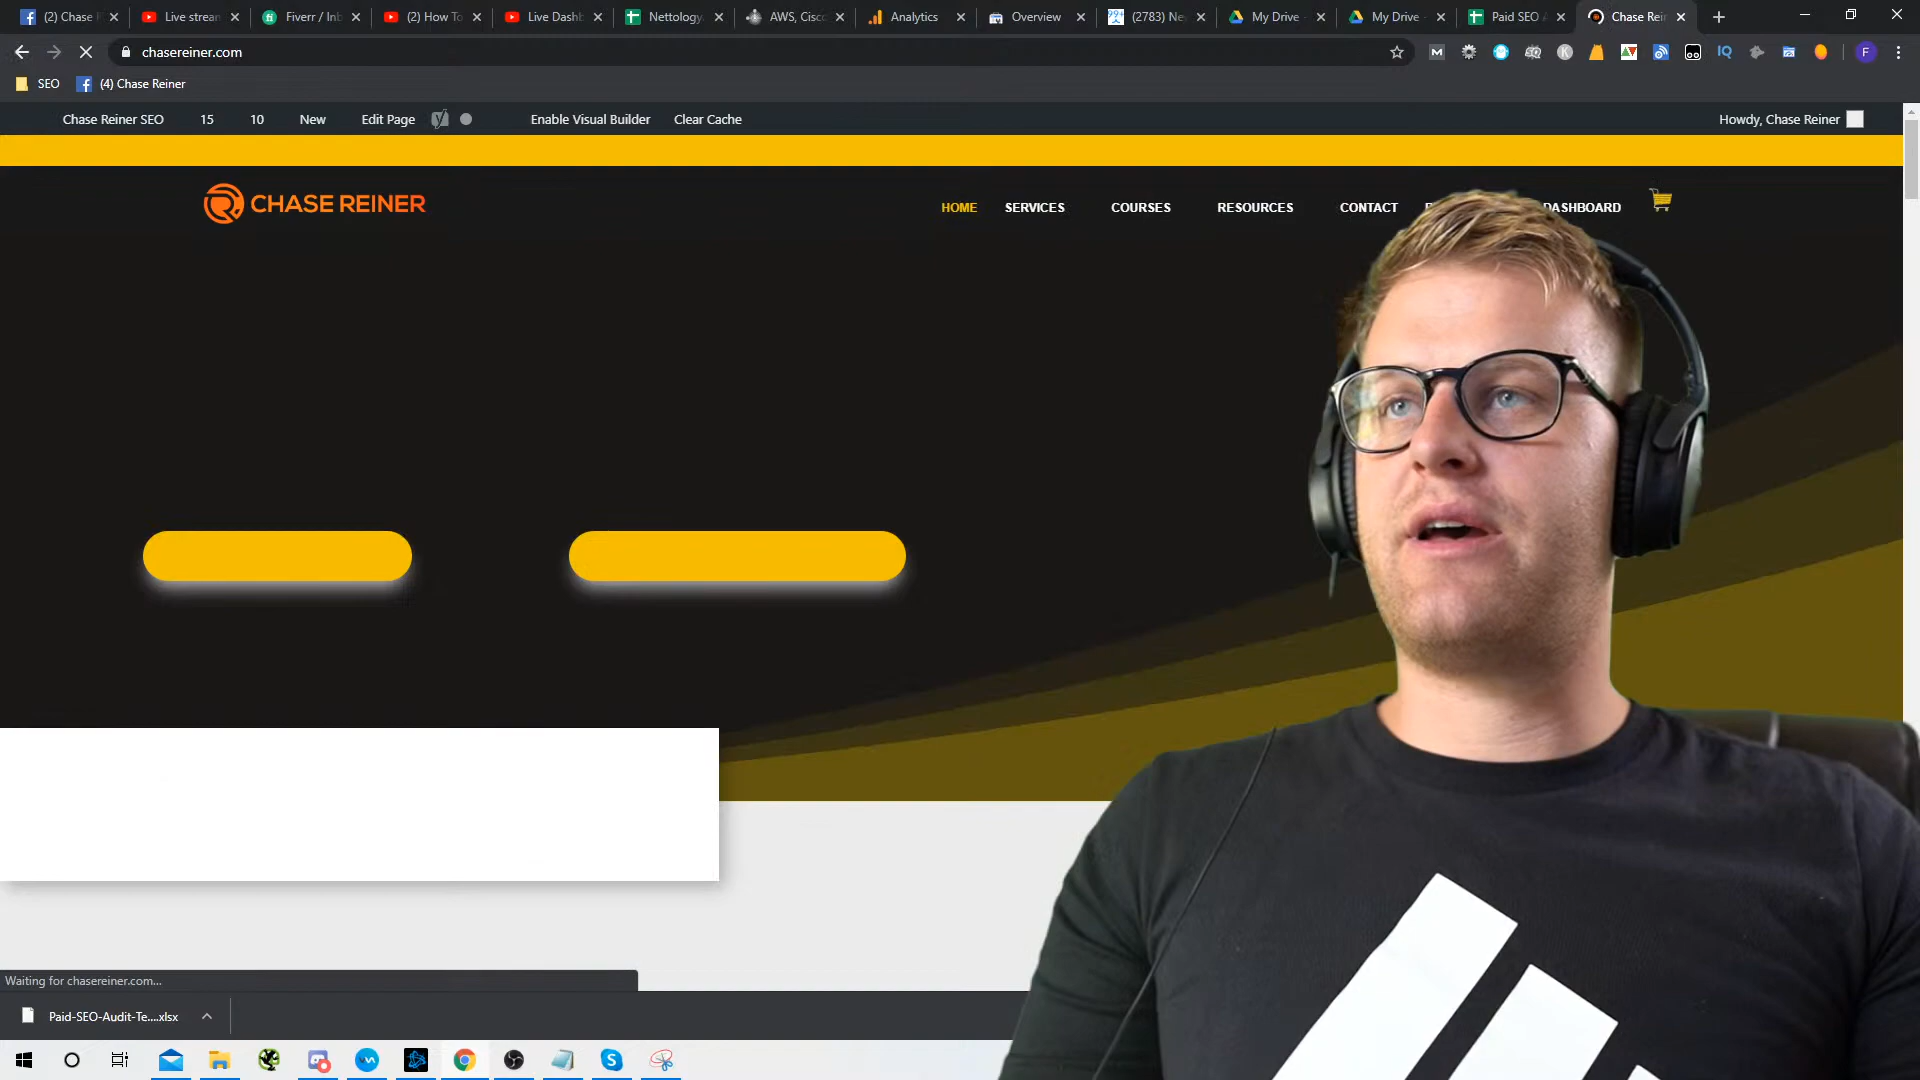 (2) Chase
Live strean
Fiverr / Inb
(2) How To
Live Dashb
Nettology
AWS, Cisco
Analytics
Overview
(2783) Ne
My Drive -
My Drive -
Paid SEO A
Chase Rein
chasereiner.com
SEO
(4) Chase Reiner
Chase Reiner SEO
15
10
New
Edit Page
Enable Visual Builder
Clear Cache
Howdy, Chase Reiner
CHASE REINER
HOME
SERVICES
COURSES
RESOURCES
CONTACT
DASHBOARD
Waiting for chasereiner.com...
Paid-SEO-Audit-Te....xlsx